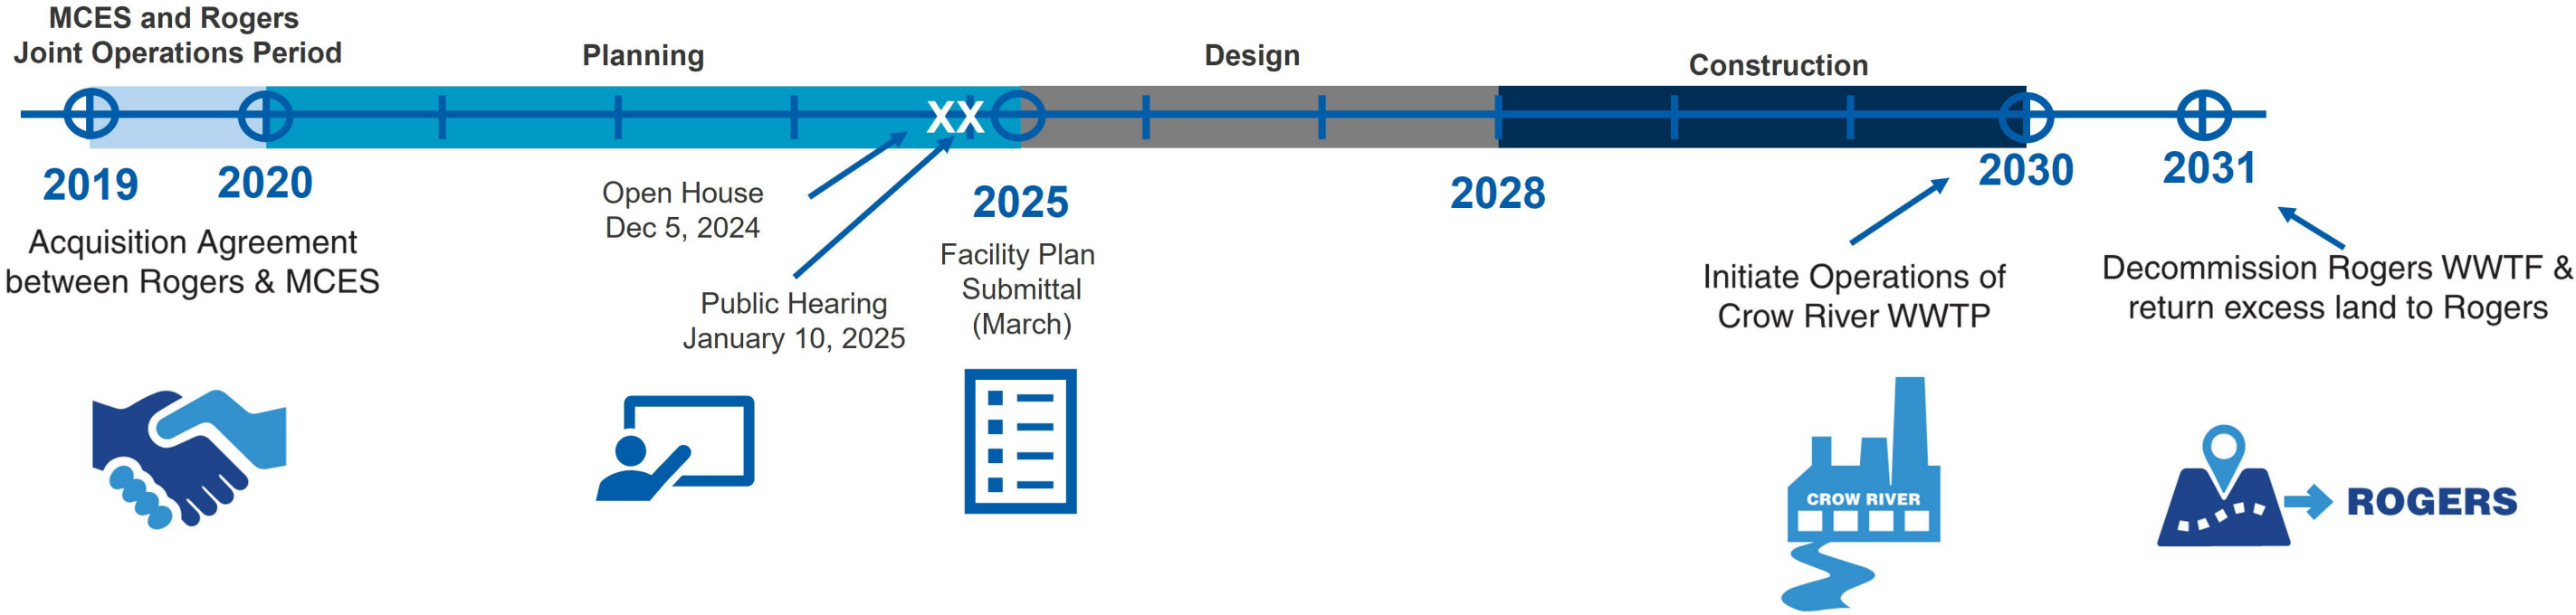 MCES and Rogers
Joint Operations Period
Planning
Design
Construction
XX
2019
2020
2025
2028
2030
2031
Acquisition Agreement
between Rogers & MCES
Open House
Dec 5, 2024
Public Hearing
January 10, 2025
Facility Plan
Submittal
(March)
Initiate Operations of
Crow River WWTP
Decommission Rogers WWTF &
return excess land to Rogers
CROW RIVER
ROGERS